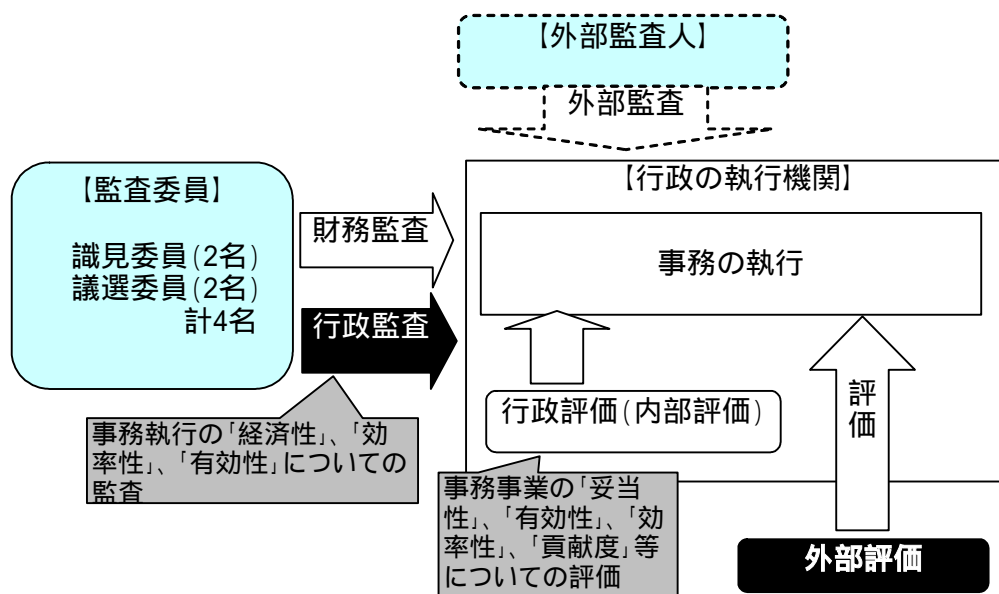 【外部監査人】
外部監査
【監査委員】
識見委員(2名)
議選委員(2名)
計4名
財務監査
行政監査
事務執行の「経済性」、「効
率性」、「有効性」についての
監査
【行政の執行機関】
事務の執行
行政評価(内部評価)
事務事業の「妥当
性」、「有効性」、「効
率性」、「貢献度」等
についての評価
評価
外部評価